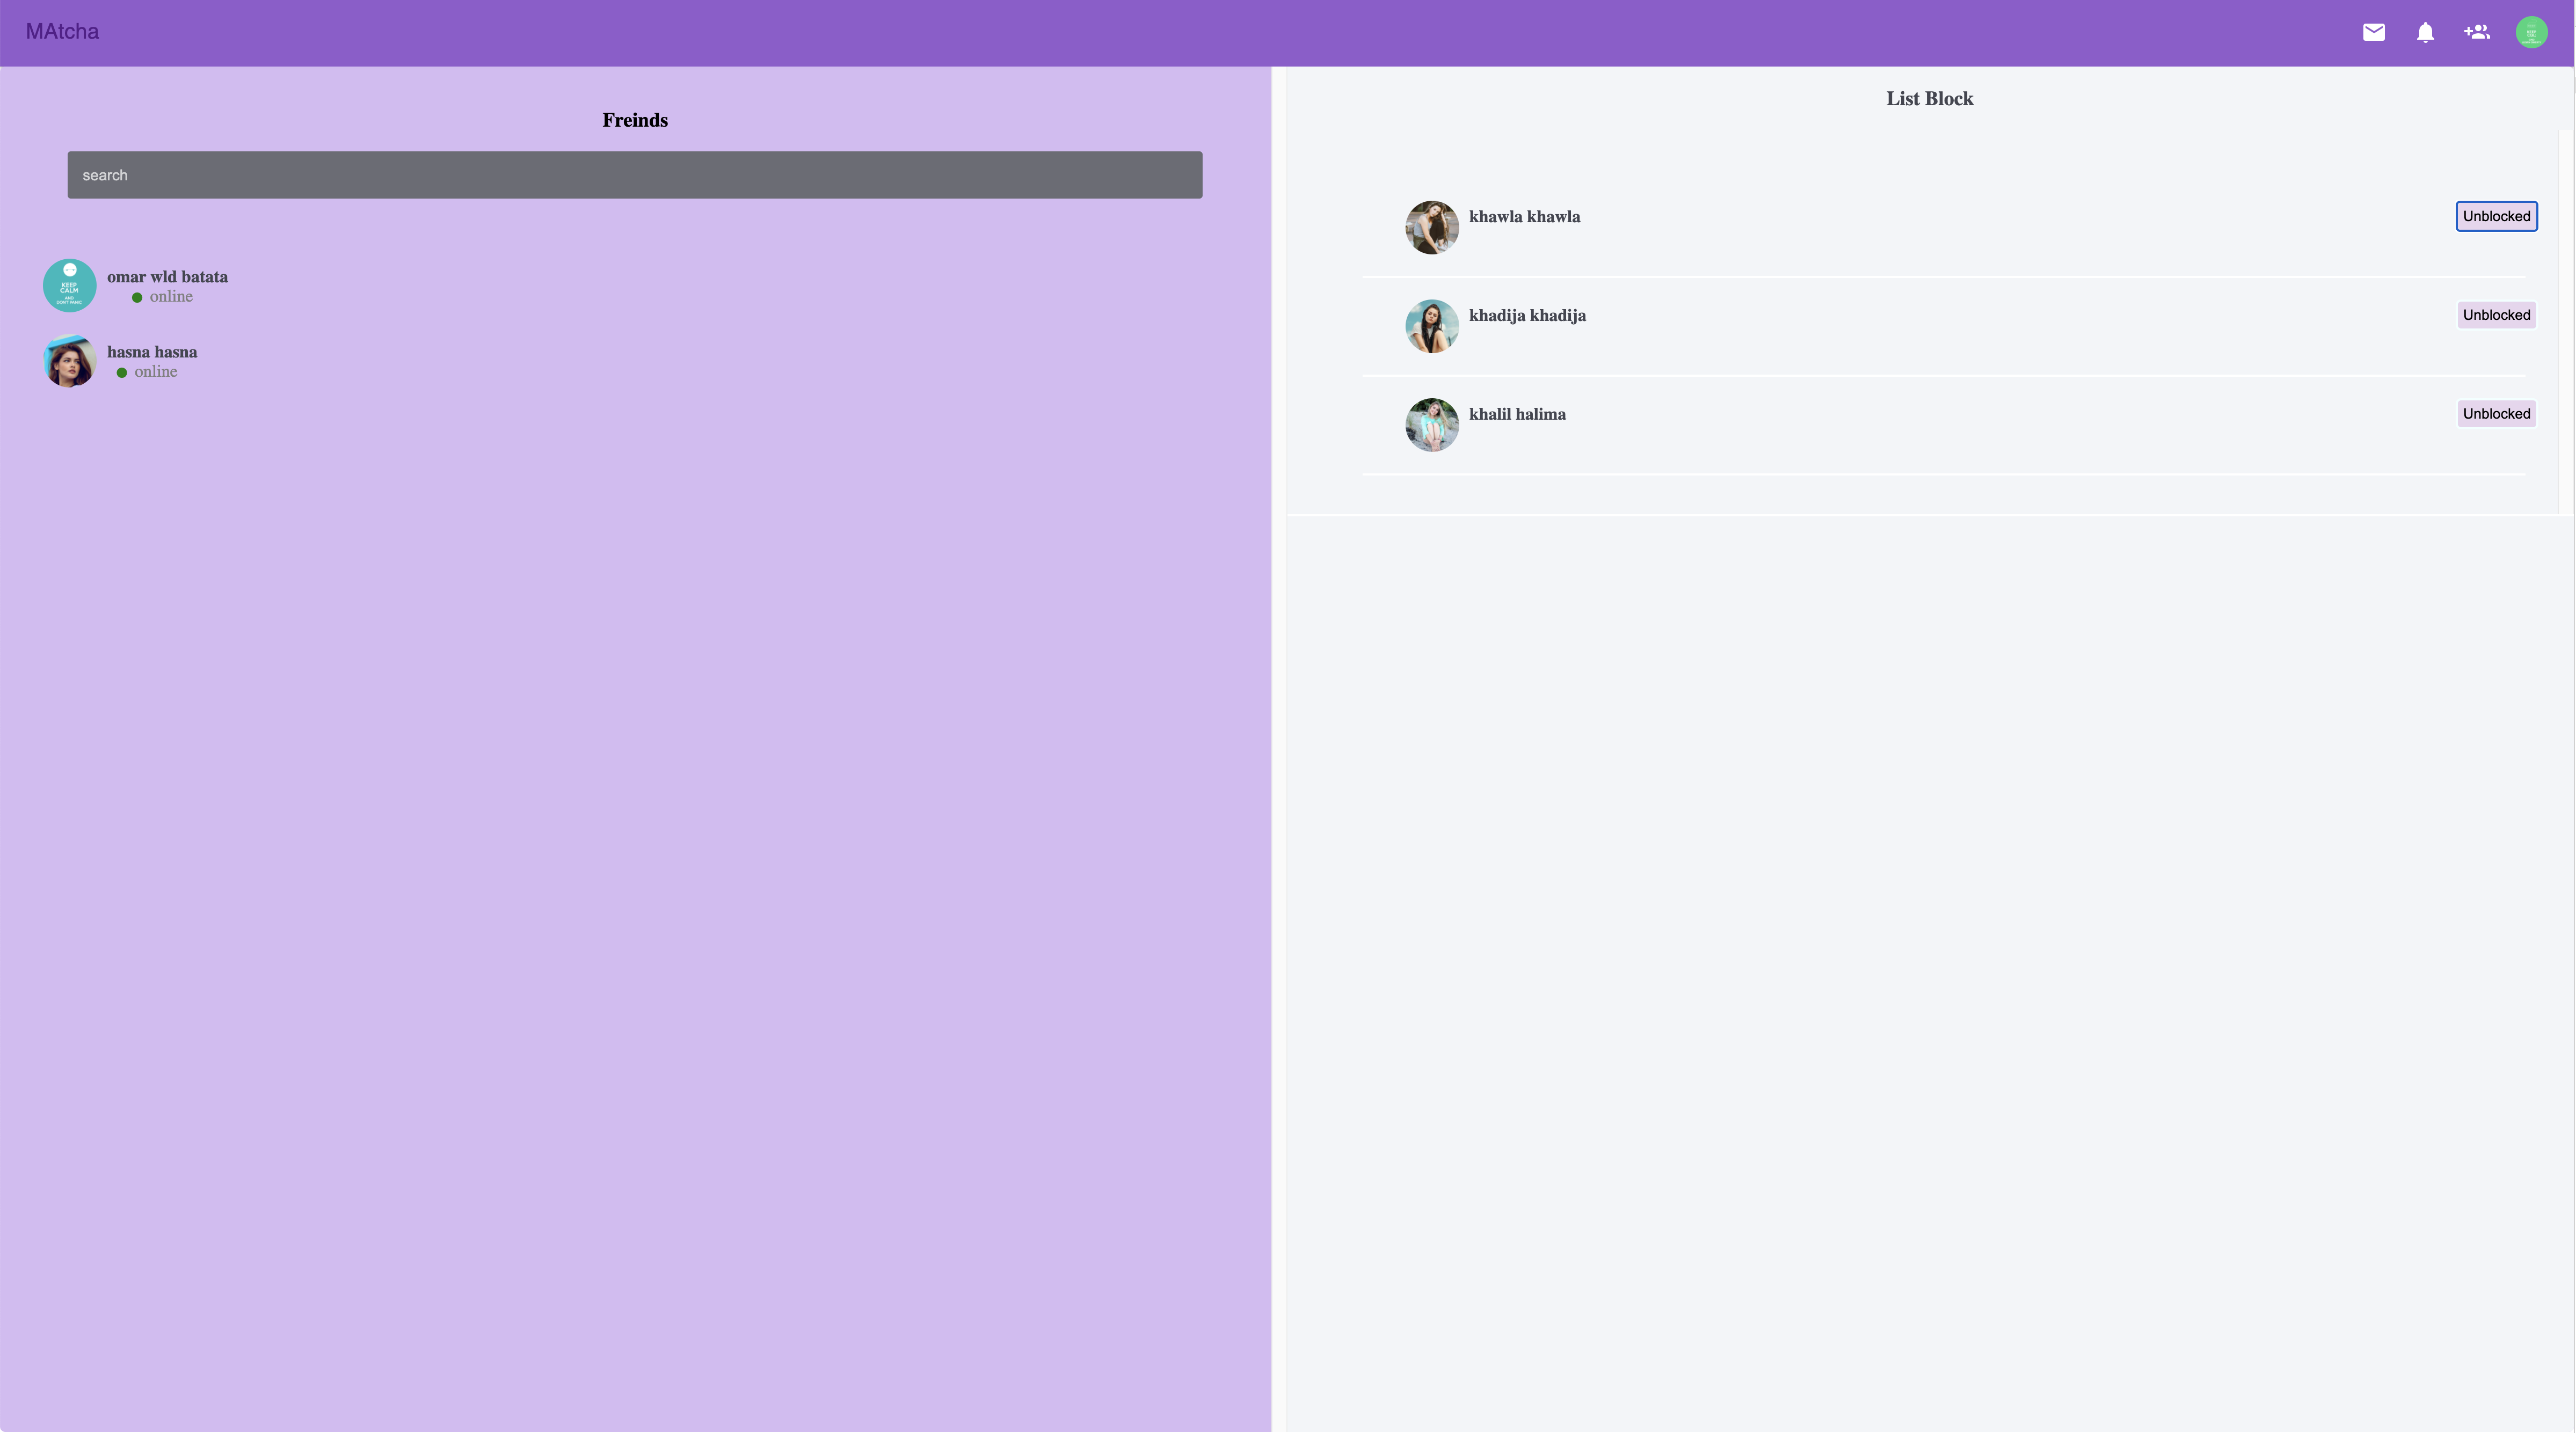 MAtcha
Freinds
search
KEEP
CALM
AND
DON'T PANIC
omar wld batata
online
hasna hasna
online
List Block
khawla khawla
Unblocked
khadija khadija
Unblocked
khalil halima
Unblocked